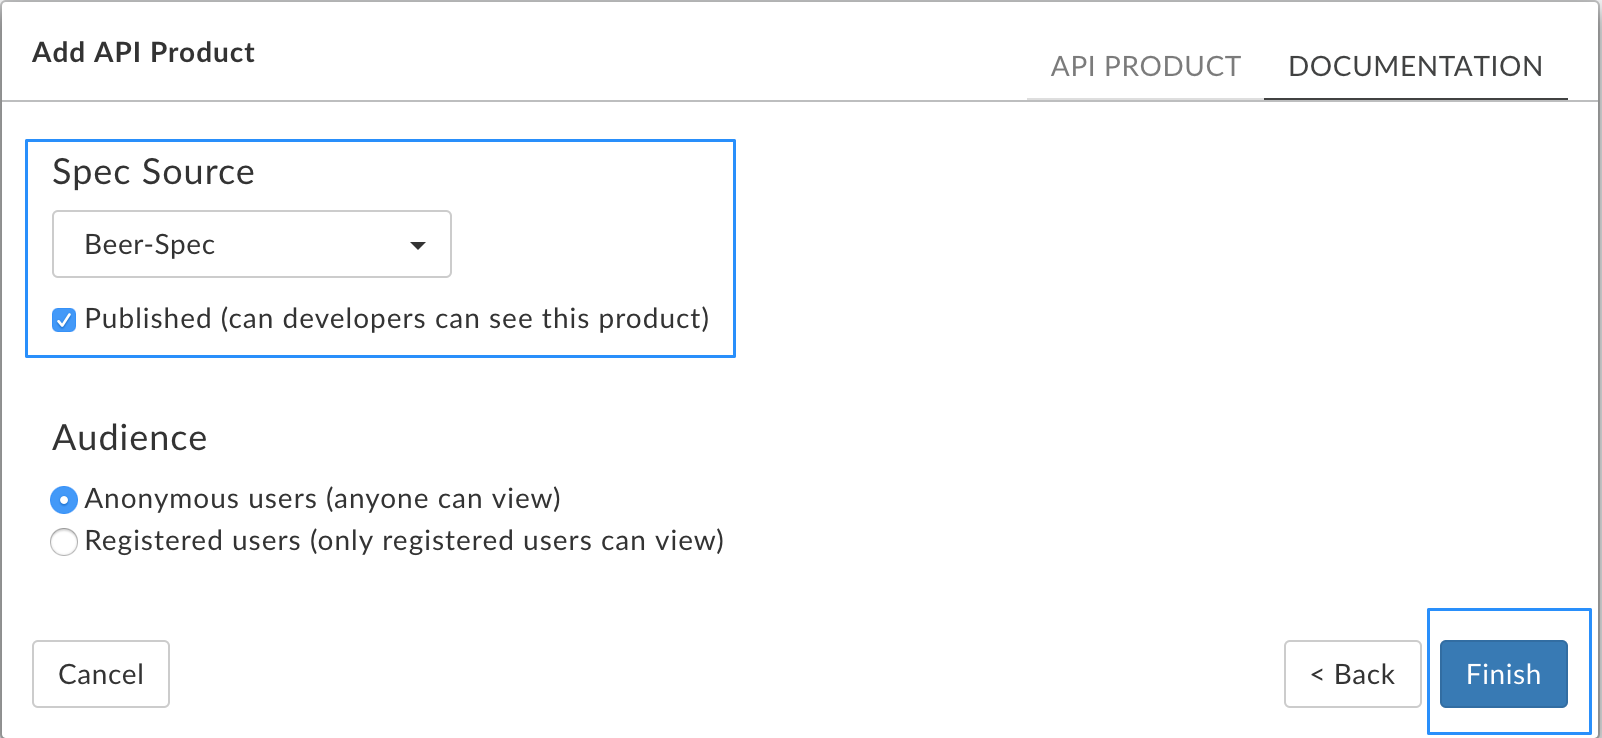 Add API Product
API PRODUCT
DOCUMENTATION
Spec Source
Beer-Spec
Published (can developers can see this product)
Audience
Anonymous users (anyone can view)
Registered users (only registered users can view)
Cancel
< Back
Finish